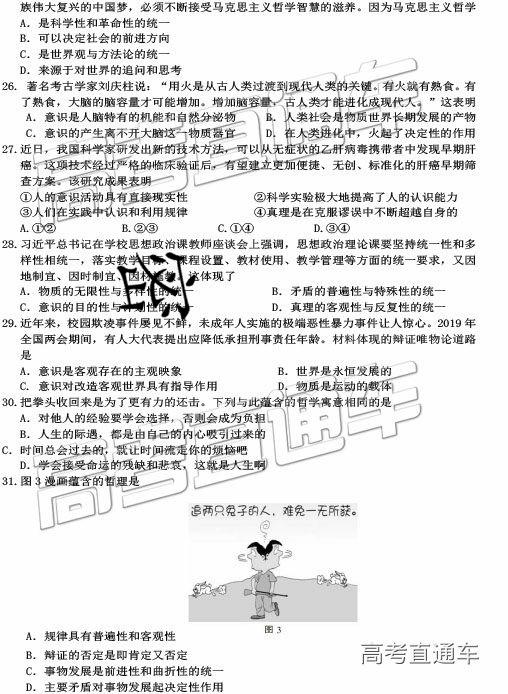 族伟大复兴的中国梦，必须不断接受马克思主义哲学智慧的滋养。因为马克思主义哲学
A. 是科学性和革命性的统一
B. 可以决定社会的前进方向
C. 是世界观与方法论的统一
D. 来源于对世界的追问和思考
26. 著名考古学家刘庆柱说：“用火是从古人类过渡到现代人类的关键。有火就有熟食。有
了熟食，大脑的脑容量才可能增加。增加脑容量，古人类才能进化成现代人。”这表明
A. 意识是人脑特有的机能和自然分泌物 B. 人类社会是物质世界长期发展的产物
C. 意识的产生离不开大脑这一物质器官 D. 在人类进化中，火起了决定性的作用
27. 近日，我国科学家研发出新的技术方法，可以从无症状的乙肝病毒携带者中发现早期肝
癌。这项技术经过严格的临床验证后，有望建立更加便捷、无创、标准化的肝癌早期筛
查方案。该研究成果表明
①人的意识活动具有直接现实性 ②科学实验极大地提高了人的认识能力
③人们在实践中认识和利用规律 ④真理是在克服谬误中不断超越自身的
A. ①② B. ②③ C. ①④ D. ③④
28. 习近平总书记在学校思想政治课教师座谈会上强调，思想政治理论课要坚持统一性和多
样性相统一，落实教学目标、课程设置、教材使用、教学管理等方面的统一要求，又因
地制宜、因时制宜、因材施教。这体现了
A. 物质的无限性与多样性的统一 B. 矛盾的普遍性与特殊性的统一
C. 意识的目的性与计划性的统一 D. 真理的客观性与反复性的统一
29. 近年来，校园欺凌事件屡见不鲜，未成年人实施的极端恶性暴力事件让人惊心。2019 年
全国两会期间，有人大代表提出应降低承担刑事责任年龄。材料体现的辩证唯物论道路
是
A. 意识是客观存在的主观映象 B. 世界是永恒发展的
C. 意识对改造客观世界具有指导作用 D. 物质是运动的载体
30. 把拳头收回来是为了更有力的还击。下列与此蕴含的哲学寓意相同的是
A. 对他人的经验要学会选择，否则会成为负担
B. 人生的际遇，都是由自己的内心吸引过来的
C. 时间总会过去的，就让时间流走你的烦恼吧
D. 学会接受命运的残缺和悲哀，这就是人生啊
31. 图 3 漫画蕴含的哲理是
追两只兔子的人，难免一无所获。
图 3
A. 规律具有普遍性和客观性
B. 辩证的否定是即肯定又否定
C. 事物发展是前进性和曲折性的统一
D. 主要矛盾对事物发展起决定性作用
高考直通车